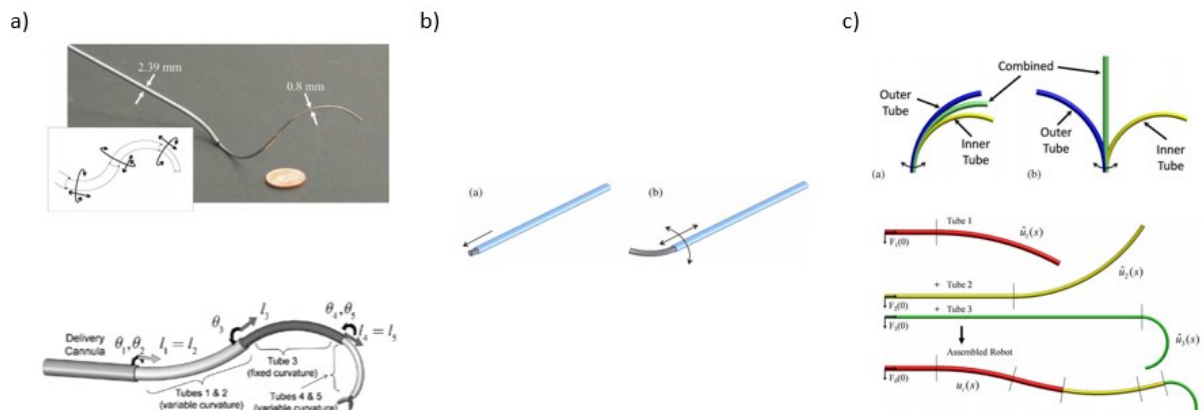 a)
2.39 mm
0.8 mm
Delivery
Cannula
θ₁, θ₂ l₁ = l₂
θ₃ l₃
θ₄, θ₅
l₄ = l₅
Tube 3
(fixed curvature)
Tubes 1 & 2
(variable curvature)
Tubes 4 & 5
(variable curvature)
b)
(a)
(b)
c)
Combined
Outer
Tube
Inner
Tube
(a)
Outer
Tube
Inner
Tube
(b)
Tube 1
F₁(0)
û₁(s)
+ Tube 2
F₂(0)
û₂(s)
+ Tube 3
F₃(0)
û₃(s)
Assembled Robot
F₀(0)